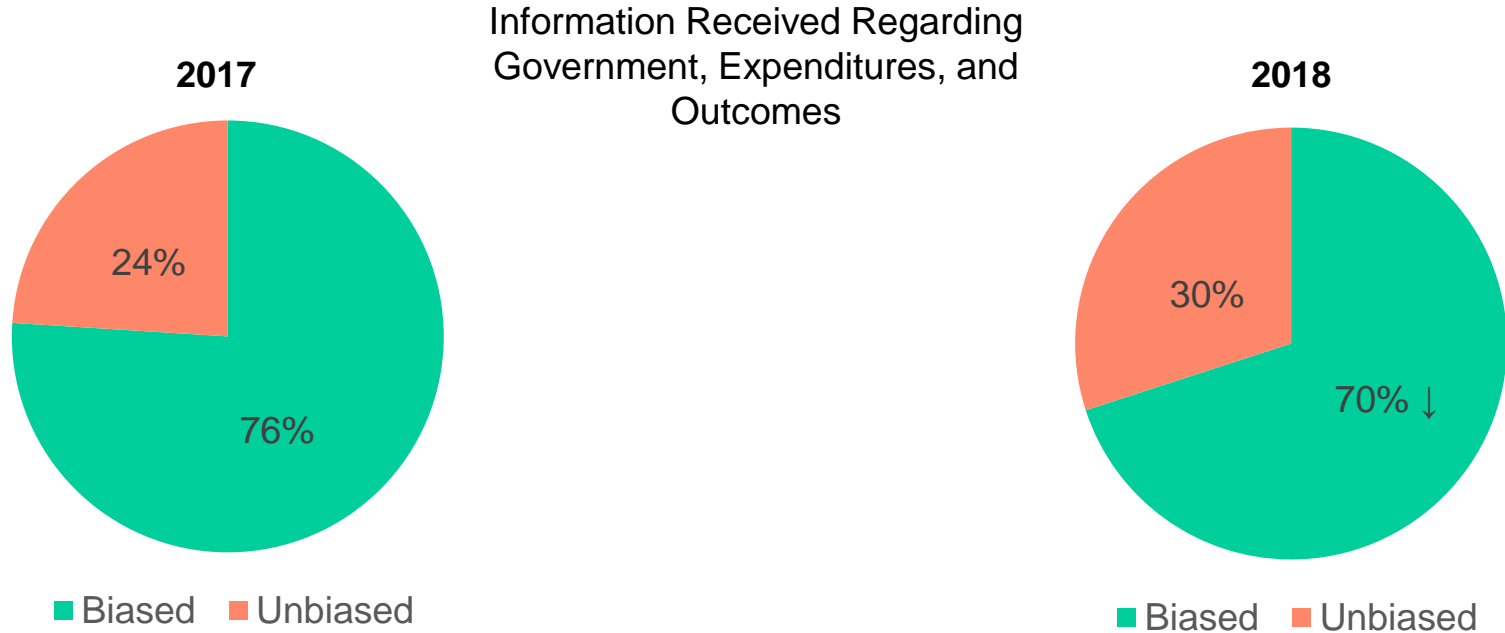 Information Received Regarding
Government, Expenditures, and
Outcomes
2017
24%
76%
Biased Unbiased
2018
30%
70% ↓
Biased Unbiased